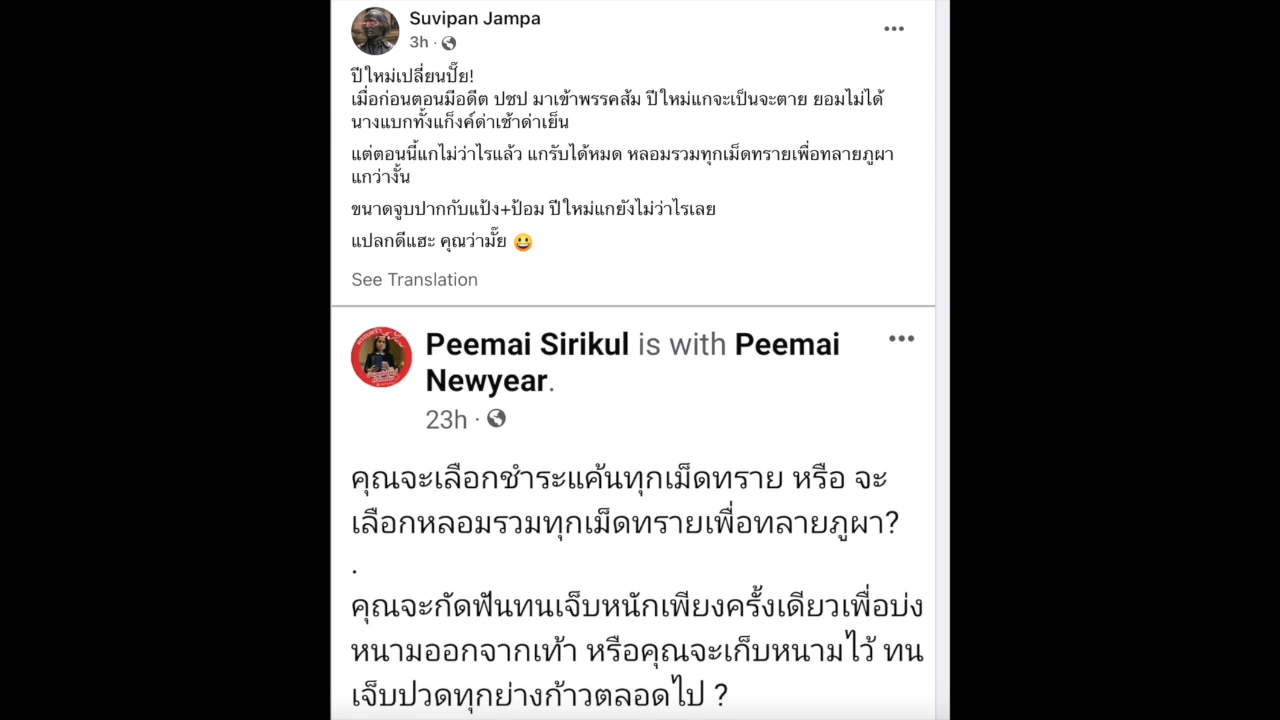 Suvipan Jampa
3h ·
ปีใหม่เปลี่ยนปั๊ย!
เมื่อก่อนตอนมีอดีต ปชป มาเข้าพรรคส้ม ปีใหม่แกจะเป็นจะตาย ยอมไม่ได้
นางแบกทั้งแก็งค์ด่าเช้าด่าเย็น
แต่ตอนนี้แกไม่ว่าไรแล้ว แกรับได้หมด หลอมรวมทุกเม็ดทรายเพื่อทลายภูผา
แกว่างั้น
ขนาดจูบปากกับแป้ง+ป้อม ปีใหม่แกยังไม่ว่าไรเลย
แปลกดีแฮะ คุณว่ามั๊ย 😀
See Translation
Peemai Sirikul is with Peemai
Newyear.
23h ·
คุณจะเลือกชำระแค้นทุกเม็ดทราย หรือ จะ
เลือกหลอมรวมทุกเม็ดทรายเพื่อทลายภูผา?
.
คุณจะกัดฟันทนเจ็บหนักเพียงครั้งเดียวเพื่อบ่ง
หนามออกจากเท้า หรือคุณจะเก็บหนามไว้ ทน
เจ็บปวดทุกย่างก้าวตลอดไป ?